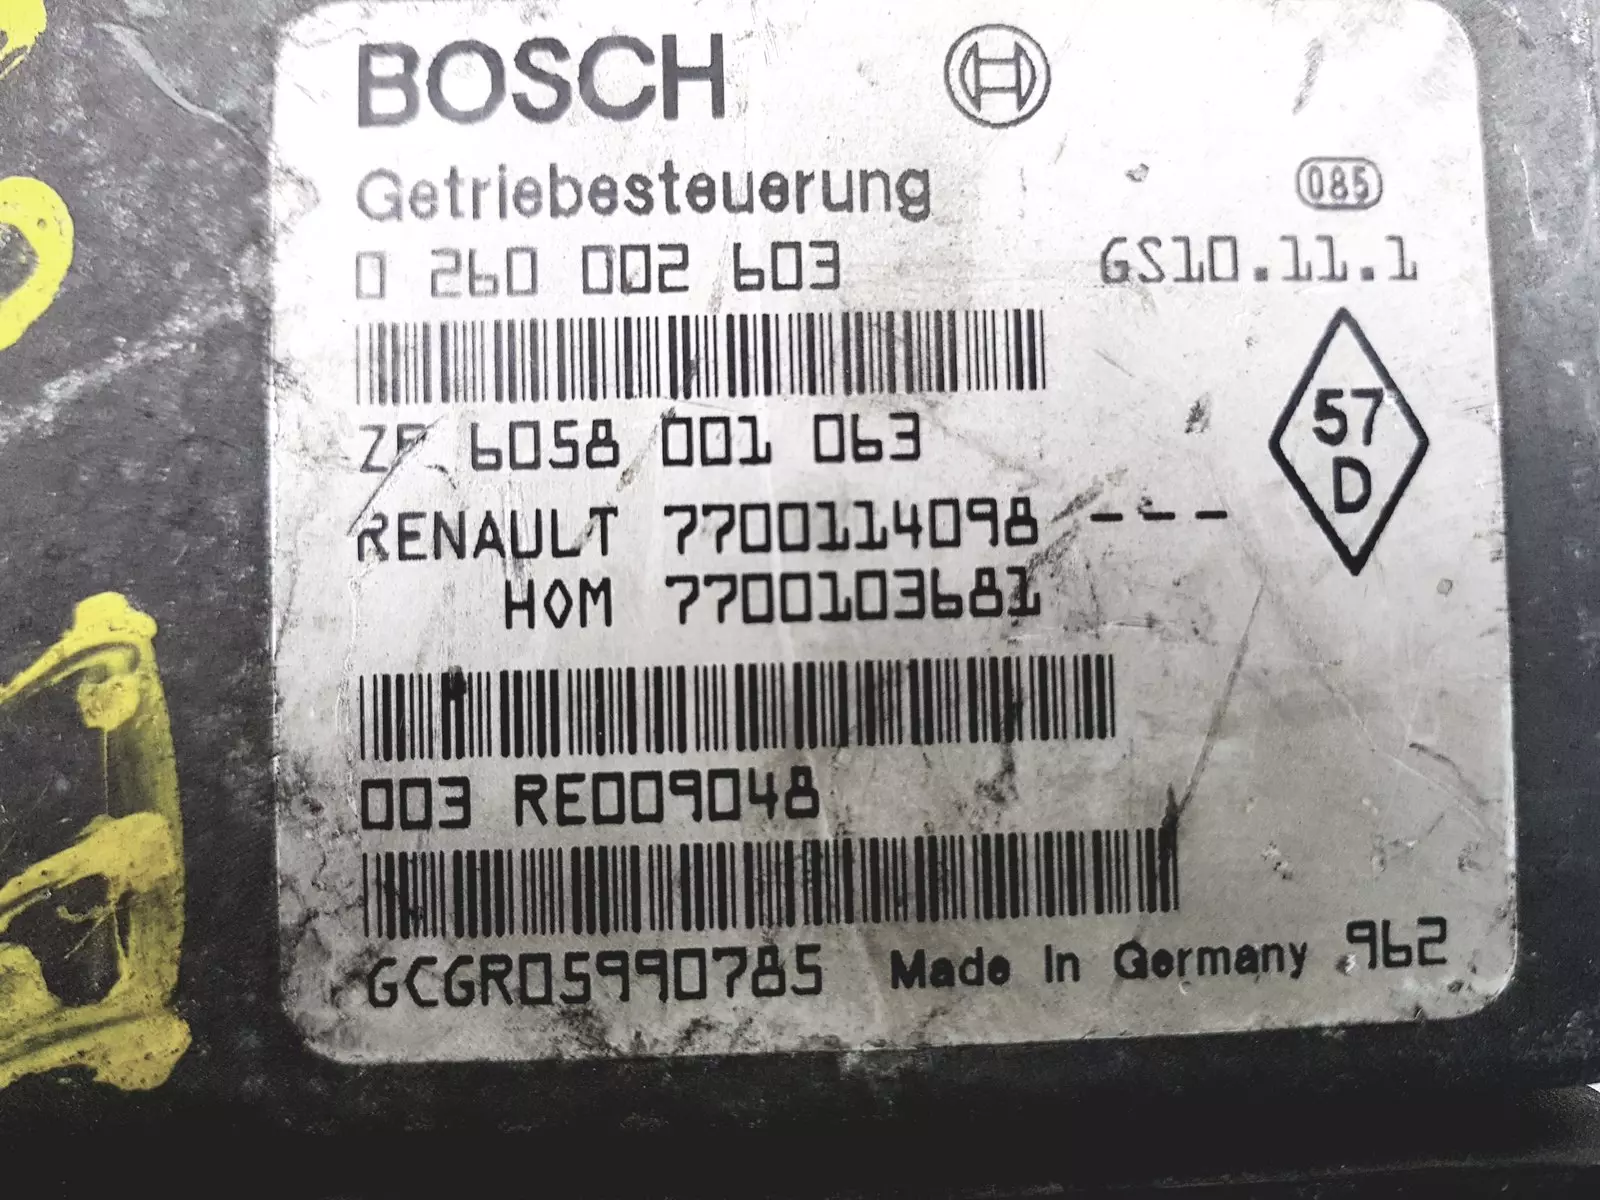 BOSCH
Getriebesteuerung 085
0 260 002 603 GS10.11.1
ZF 6058 001 063
57
D
RENAULT 7700114098 ---
HOM 7700103681
003 RE009048
GCGR05990785 Made In Germany 962